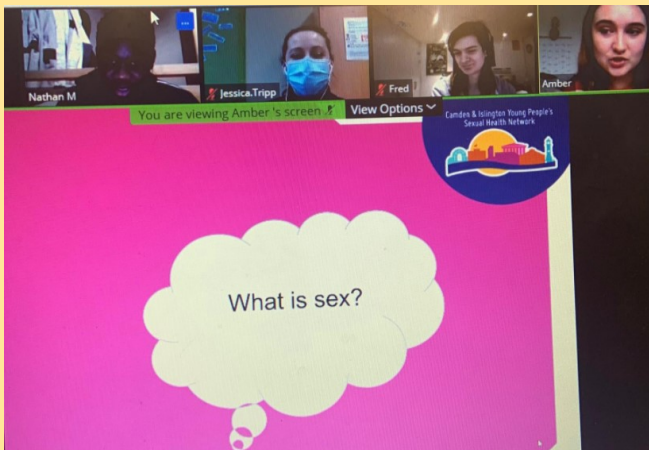 Nathan M
Jessica.Tripp
Fred
Amber
You are viewing Amber 's screen
View Options
Camden & Islington Young People's
Sexual Health Network
What is sex?